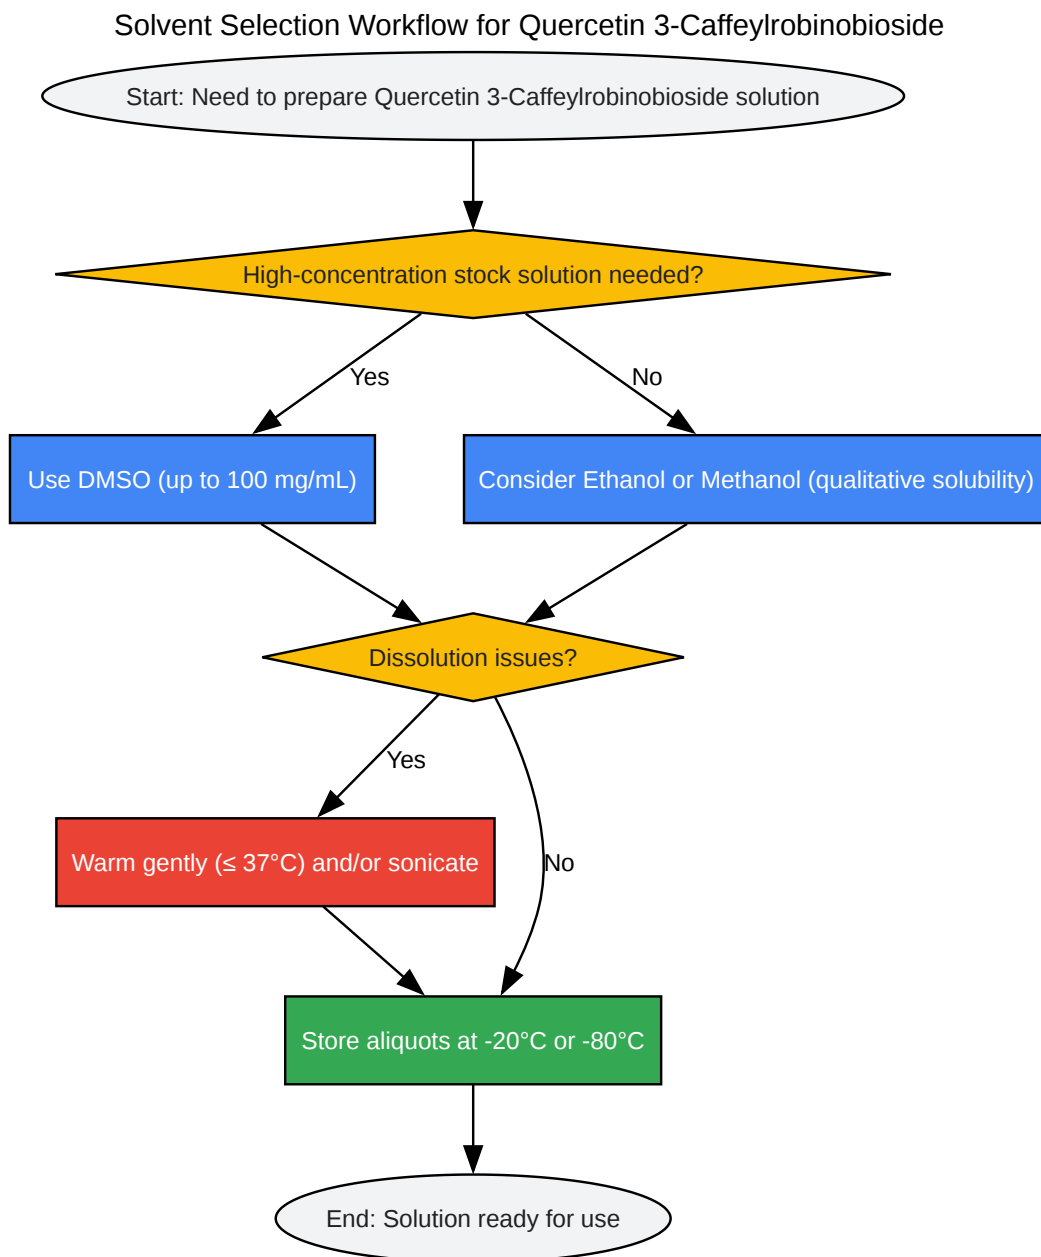 Solvent Selection Workflow for Quercetin 3-Caffeylrobinobioside
Start: Need to prepare Quercetin 3-Caffeylrobinobioside solution
High-concentration stock solution needed?
Yes
No
Use DMSO (up to 100 mg/mL)
Consider Ethanol or Methanol (qualitative solubility)
Dissolution issues?
Yes
Warm gently (≤ 37°C) and/or sonicate
No
Store aliquots at -20°C or -80°C
End: Solution ready for use